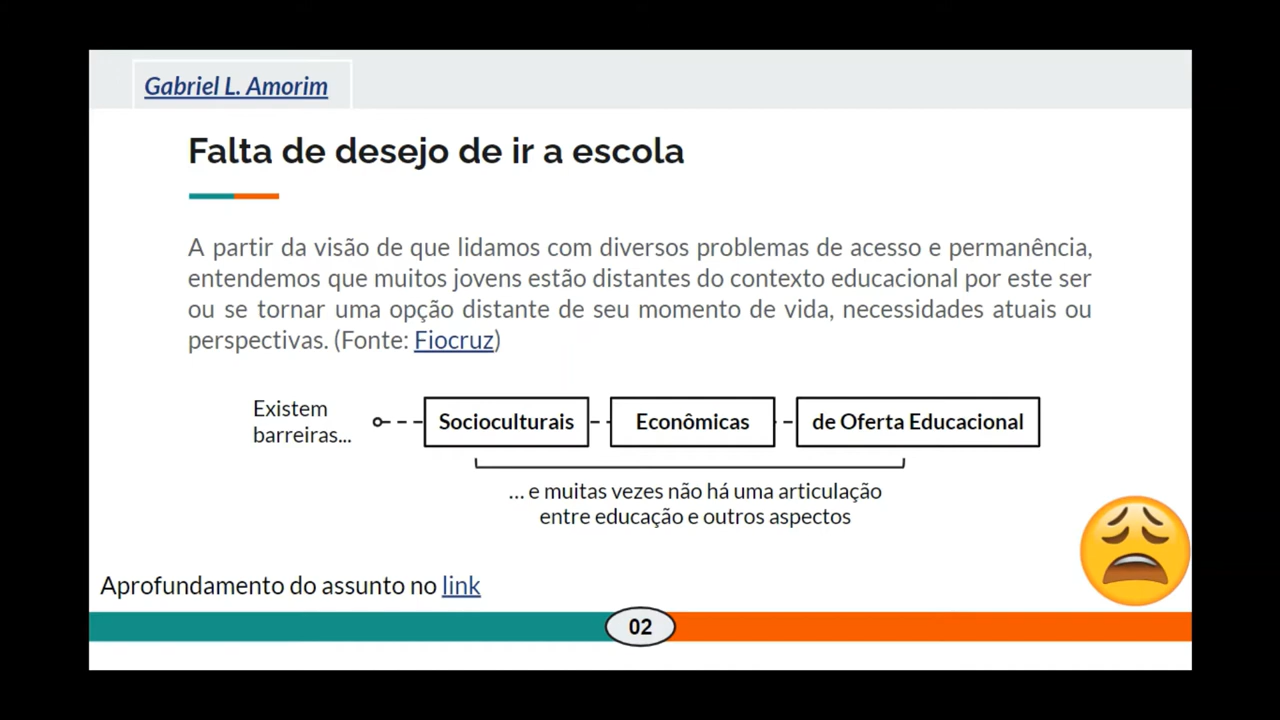 Gabriel L. Amorim
Falta de desejo de ir a escola
A partir da visão de que lidamos com diversos problemas de acesso e permanência,
entendemos que muitos jovens estão distantes do contexto educacional por este ser
ou se tornar uma opção distante de seu momento de vida, necessidades atuais ou
perspectivas. (Fonte: Fiocruz)
Existem
barreiras...
Socioculturais
Econômicas
de Oferta Educacional
... e muitas vezes não há uma articulação
entre educação e outros aspectos
Aprofundamento do assunto no link
02